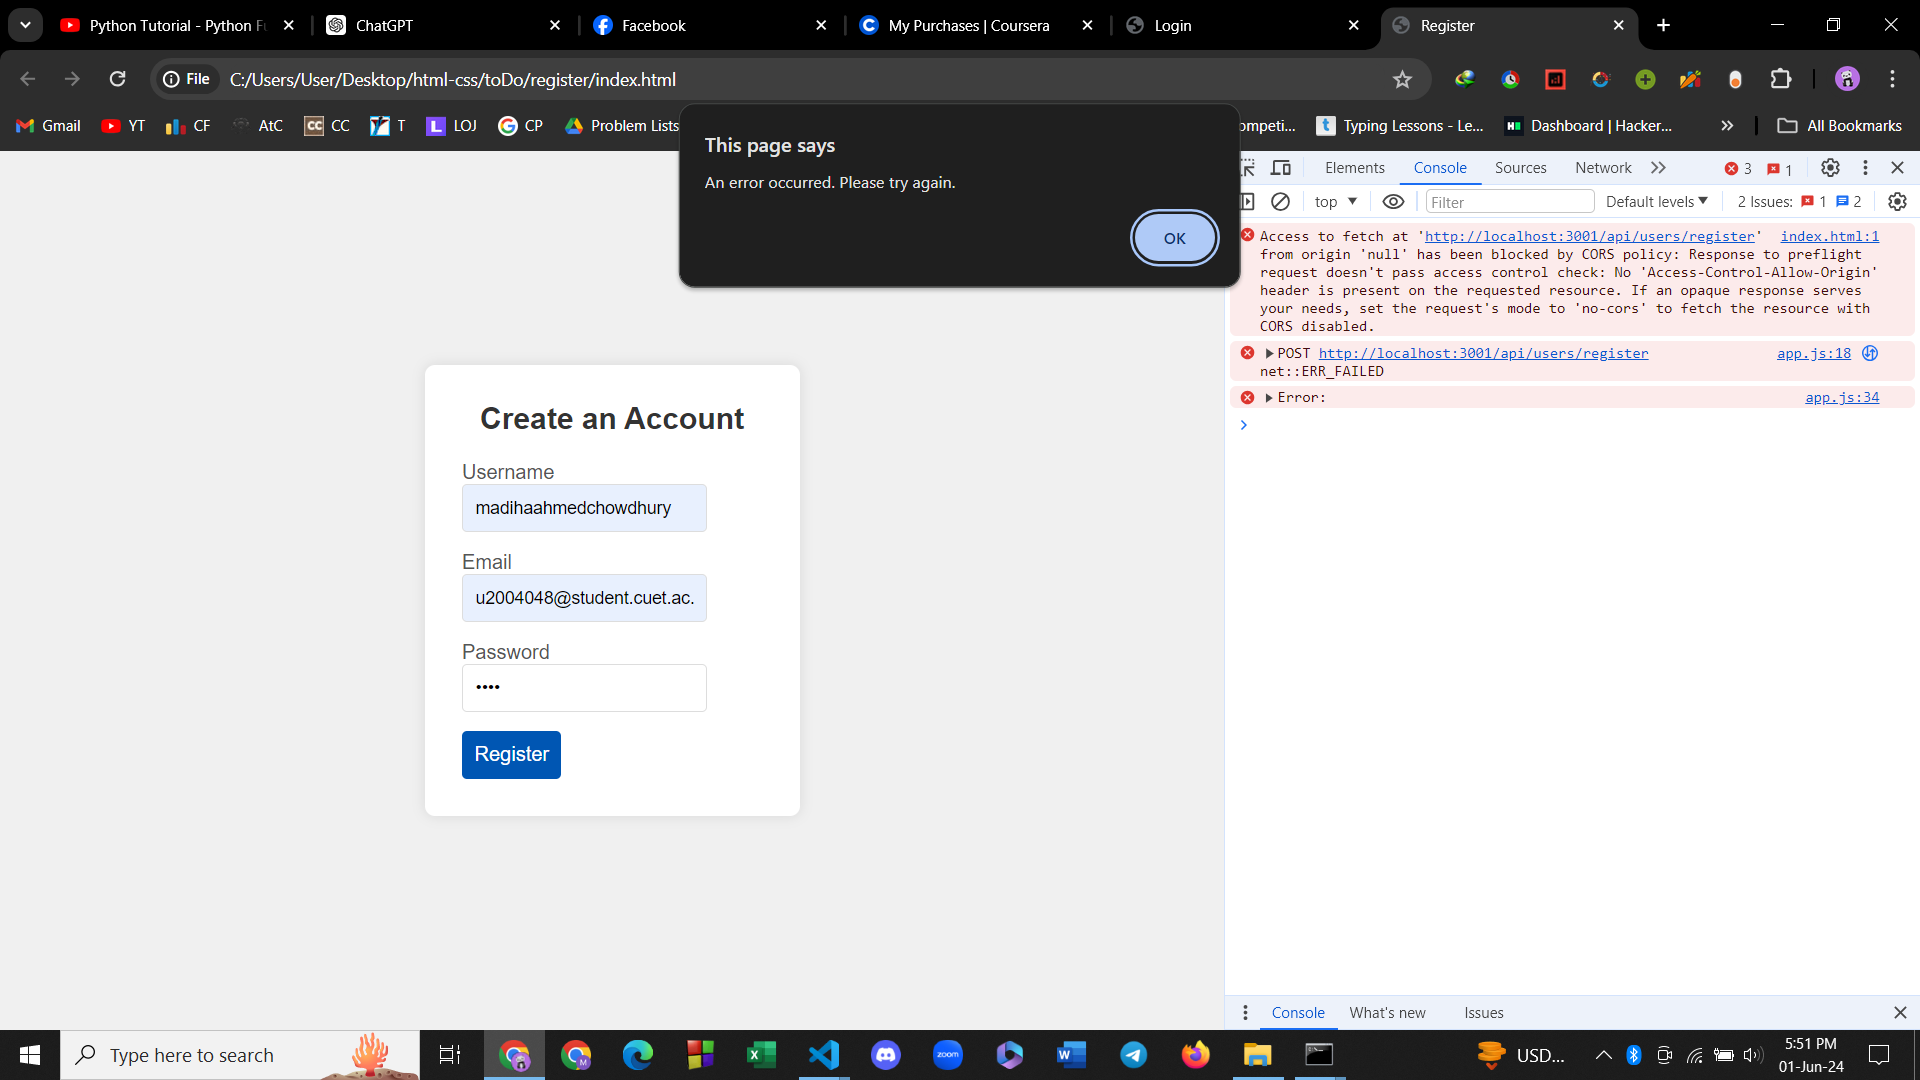 Python Tutorial - Python Fu
ChatGPT
Facebook
My Purchases | Coursera
Login
Register
File
C:/Users/User/Desktop/html-css/toDo/register/index.html
Gmail
YT
CF
AtC
CC
CC
T
LOJ
CP
Problem Lists
ompeti...
Typing Lessons - Le...
Dashboard | Hacker...
All Bookmarks
This page says
An error occurred. Please try again.
OK
Elements
Console
Sources
Network
3
1
top
Filter
Default levels
2 Issues:
1
2
Access to fetch at 'http://localhost:3001/api/users/register' index.html:1
from origin 'null' has been blocked by CORS policy: Response to preflight
request doesn't pass access control check: No 'Access-Control-Allow-Origin'
header is present on the requested resource. If an opaque response serves
your needs, set the request's mode to 'no-cors' to fetch the resource with
CORS disabled.
POST http://localhost:3001/api/users/register app.js:18
net::ERR_FAILED
Error: app.js:34
Create an Account
Username
madihaahmedchowdhury
Email
u2004048@student.cuet.ac.
Password
Register
Console
What's new
Issues
Type here to search
zoom
USD...
5:51 PM
01-Jun-24